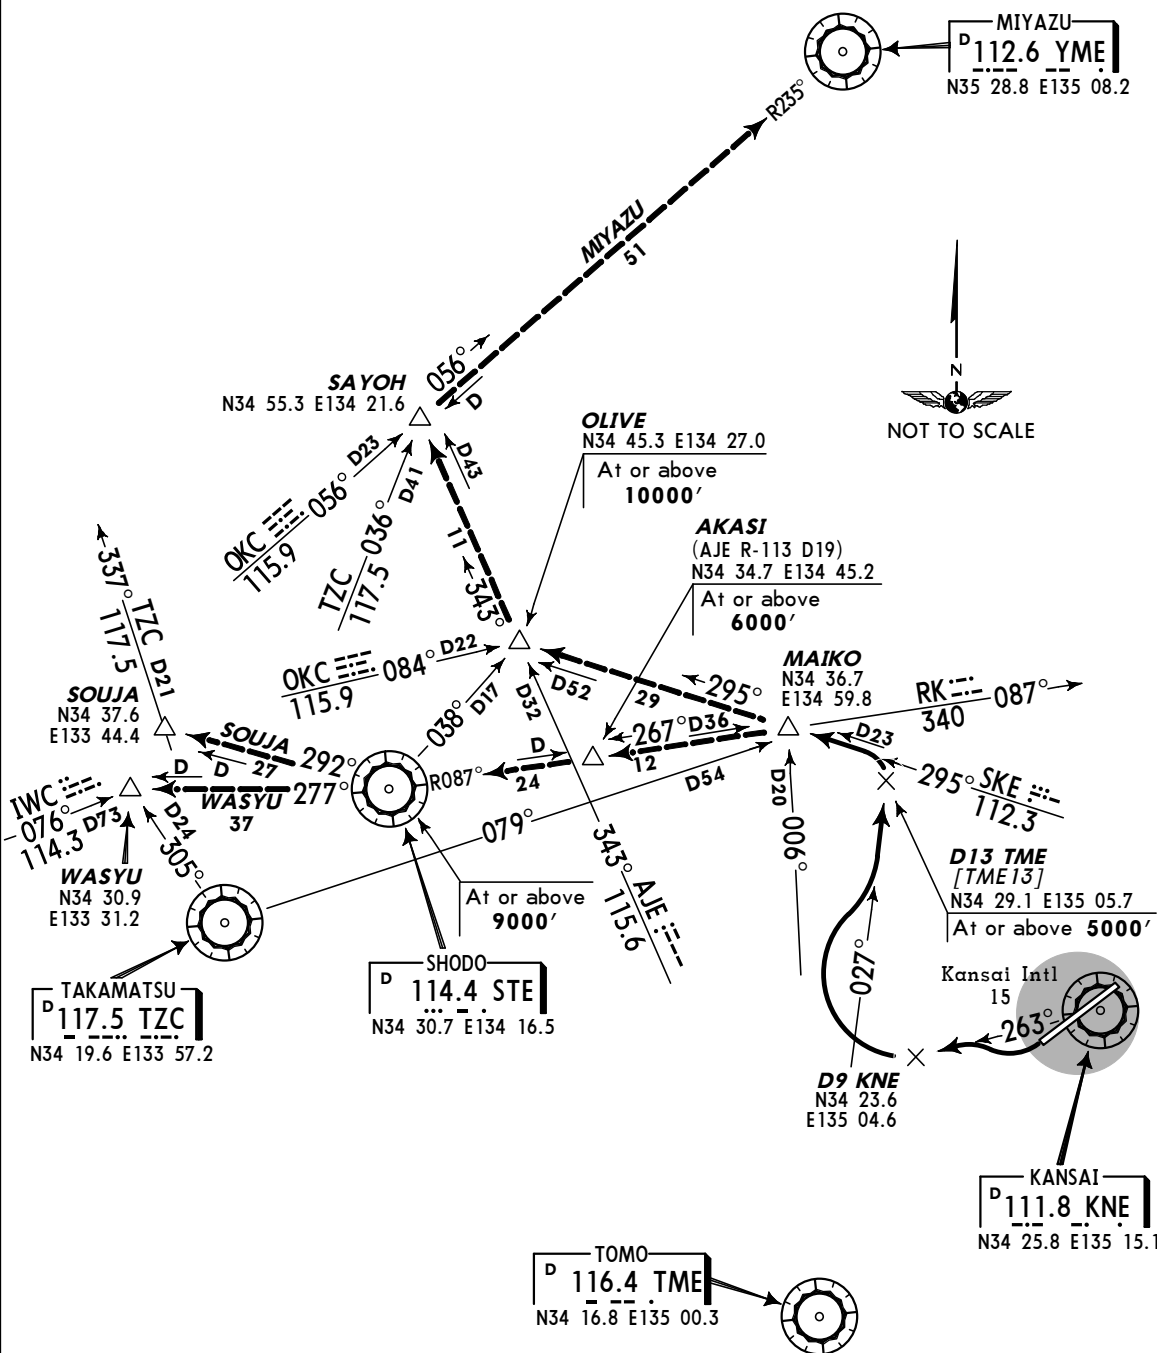 MIYAZU
D 112.6 YME
N35 28.8 E135 08.2
R235°
MIYAZU
51
N
NOT TO SCALE
056°
D
SAYOH
N34 55.3 E134 21.6
OLIVE
N34 45.3 E134 27.0
At or above
10000′
D23
D41
D43
OKC 056°
115.9
TZC 036°
117.5
11
343°
AKASI
(AJE R-113 D19)
N34 34.7 E134 45.2
At or above
6000′
337° TZC D21
117.5
OKC 084° D22
115.9
D52
29
295°
MAIKO
N34 36.7
E134 59.8
RK 087°
340
SOUJA
N34 37.6
E133 44.4
038° D17
D32
D
267° D36
D23
SOUJA
27
292°
R087°
24
12
D54
D20
295° SKE
112.3
D
D
WASYU
37
277°
IWC
076° D73
114.3
D24
305°
079°
006°
343° AJE
115.6
WASYU
N34 30.9
E133 31.2
At or above
9000′
D13 TME
[TME13]
N34 29.1 E135 05.7
At or above 5000′
027°
TAKAMATSU
D 117.5 TZC
N34 19.6 E133 57.2
SHODO
D 114.4 STE
N34 30.7 E134 16.5
Kansai Intl
15
263°
D9 KNE
N34 23.6
E135 04.6
KANSAI
D 111.8 KNE
N34 25.8 E135 15.1
TOMO
D 116.4 TME
N34 16.8 E135 00.3